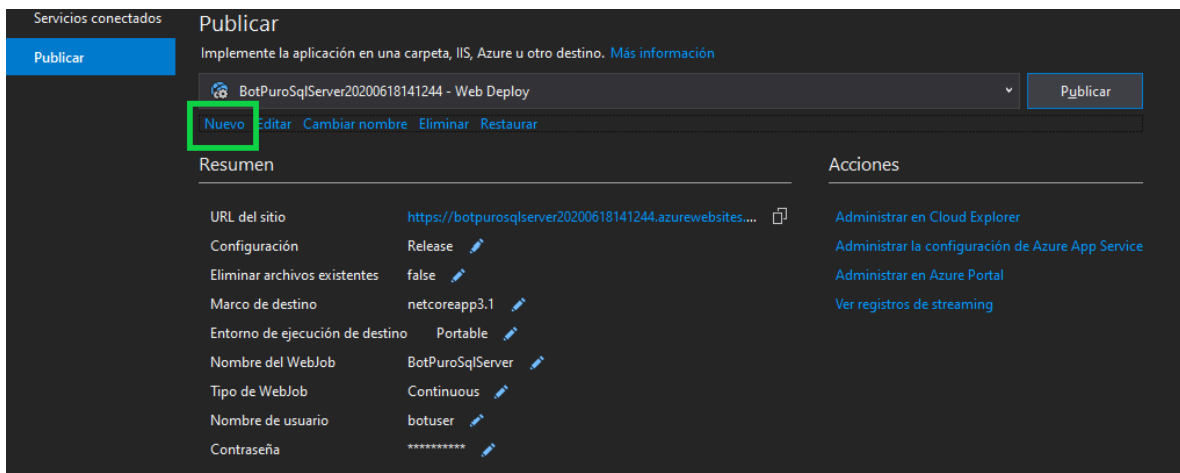 Servicios conectados
Publicar
Publicar
Implemente la aplicación en una carpeta, IIS, Azure u otro destino. Más información
BotPuroSqlServer20200618141244 - Web Deploy
Publicar
Nuevo Editar Cambiar nombre Eliminar Restaurar
Resumen
URL del sitio https://botpurosqlserver20200618141244.azurewebsites....
Configuración Release
Eliminar archivos existentes false
Marco de destino netcoreapp3.1
Entorno de ejecución de destino Portable
Nombre del WebJob BotPuroSqlServer
Tipo de WebJob Continuous
Nombre de usuario botuser
Contraseña **********
Acciones
Administrar en Cloud Explorer
Administrar la configuración de Azure App Service
Administrar en Azure Portal
Ver registros de streaming